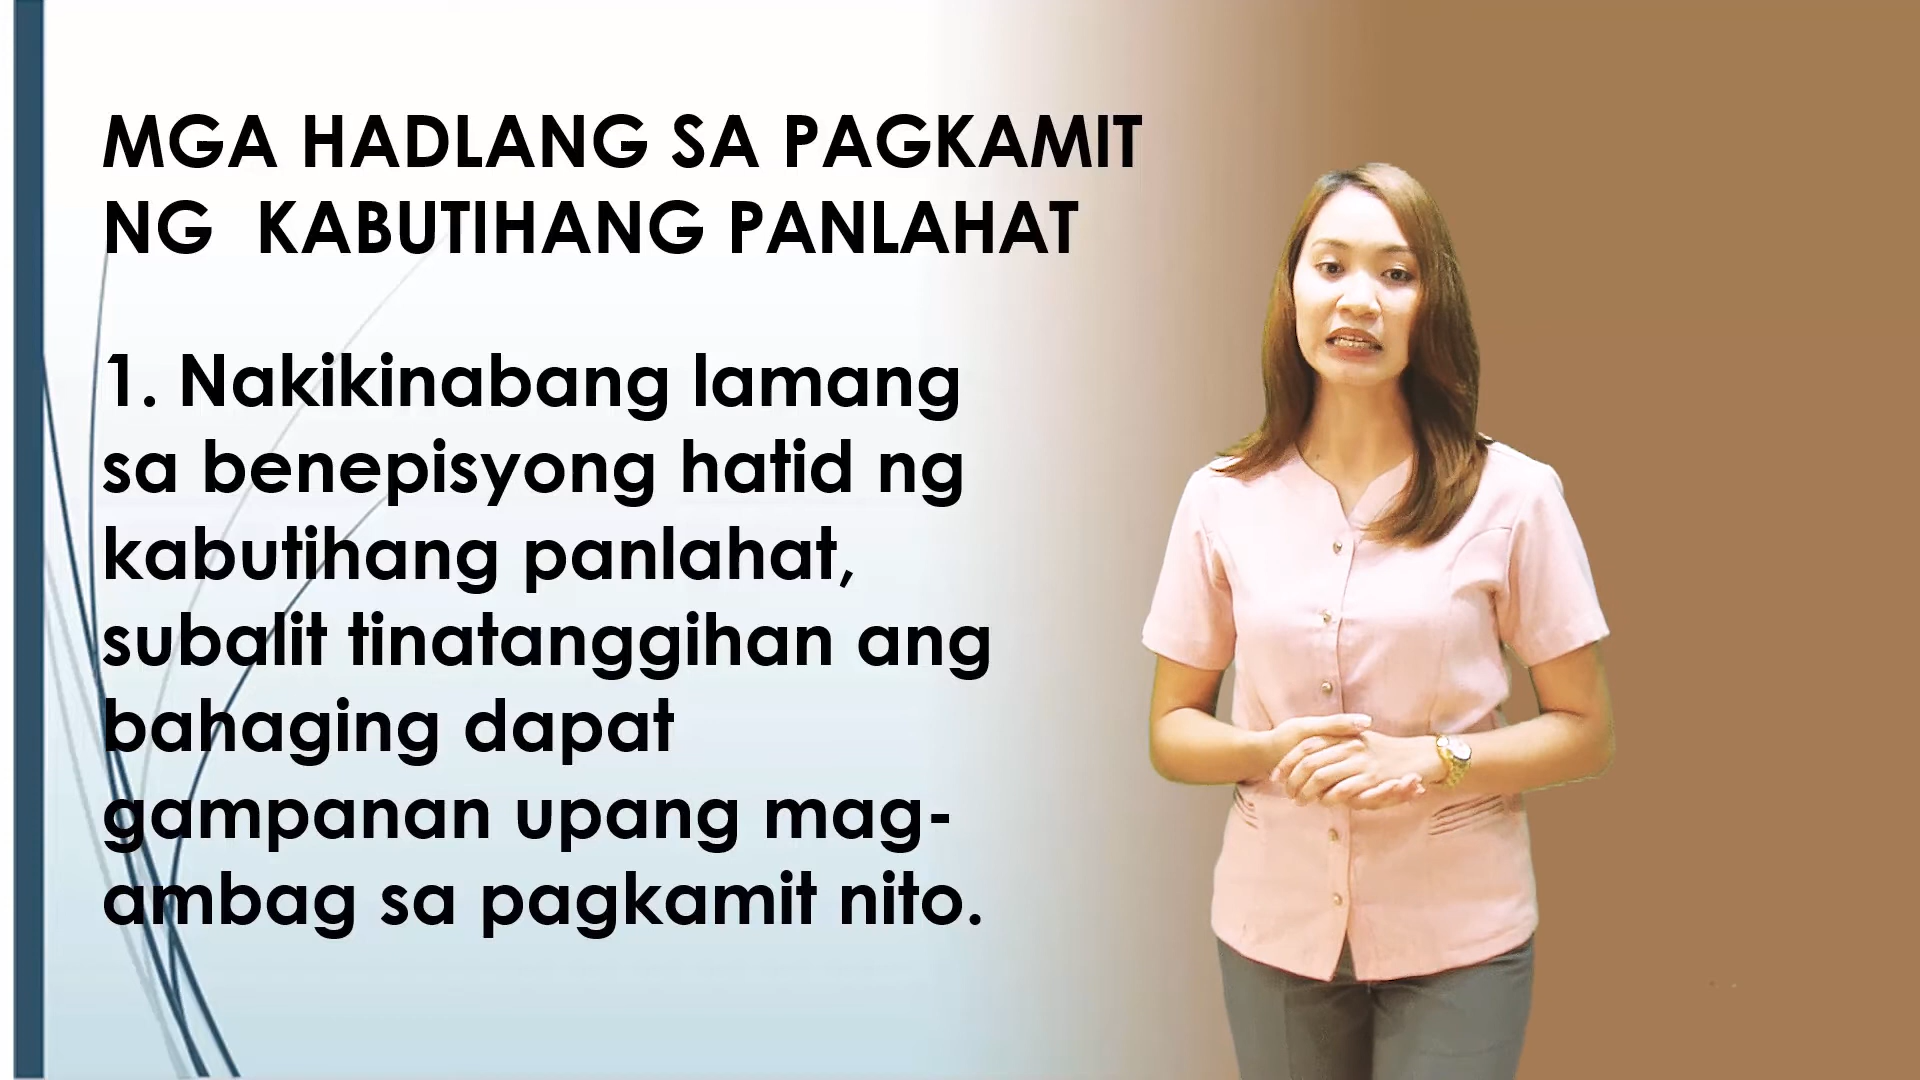 MGA HADLANG SA PAGKAMIT
NG KABUTIHANG PANLAHAT
1. Nakikinabang lamang
sa benepisyong hatid ng
kabutihang panlahat,
subalit tinatanggihan ang
bahaging dapat
gampanan upang mag-
ambag sa pagkamit nito.